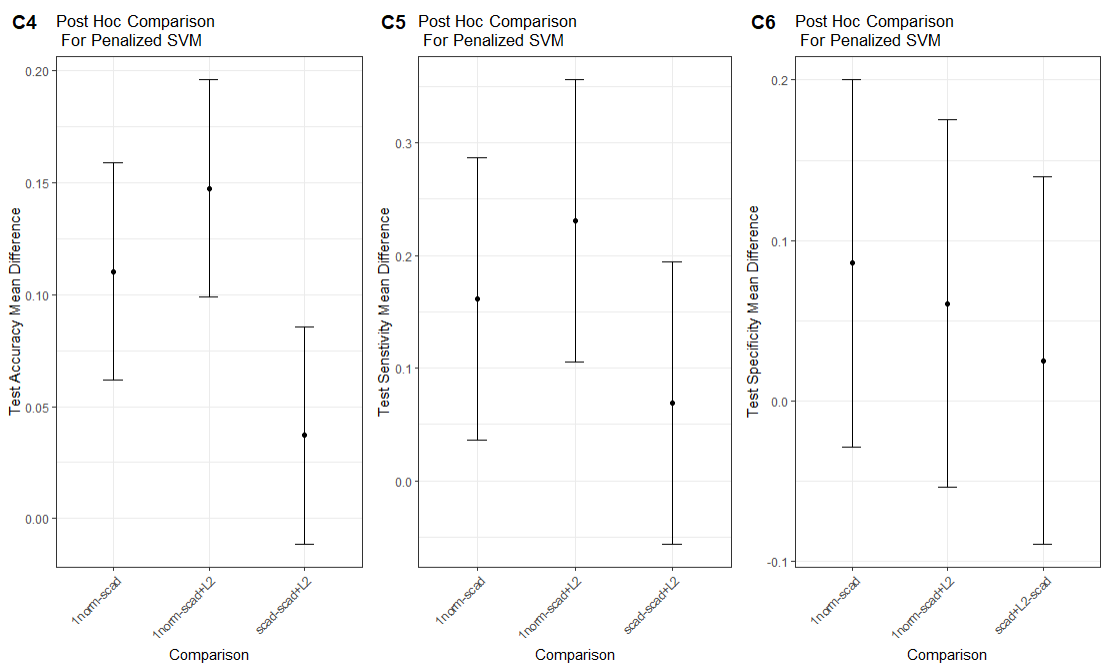 C4 Post Hoc Comparison
For Penalized SVM
Test Accuracy Mean Difference
0.20
0.15
0.10
0.05
0.00
1norm-scad
1norm-scad+L2
scad-scad+L2
Comparison
C5 Post Hoc Comparison
For Penalized SVM
Test Senstivity Mean Difference
0.3
0.2
0.1
0.0
1norm-scad
1norm-scad+L2
scad-scad+L2
Comparison
C6 Post Hoc Comparison
For Penalized SVM
Test Specificity Mean Difference
0.2
0.1
0.0
-0.1
1norm-scad
1norm-scad+L2
scad+L2-scad
Comparison